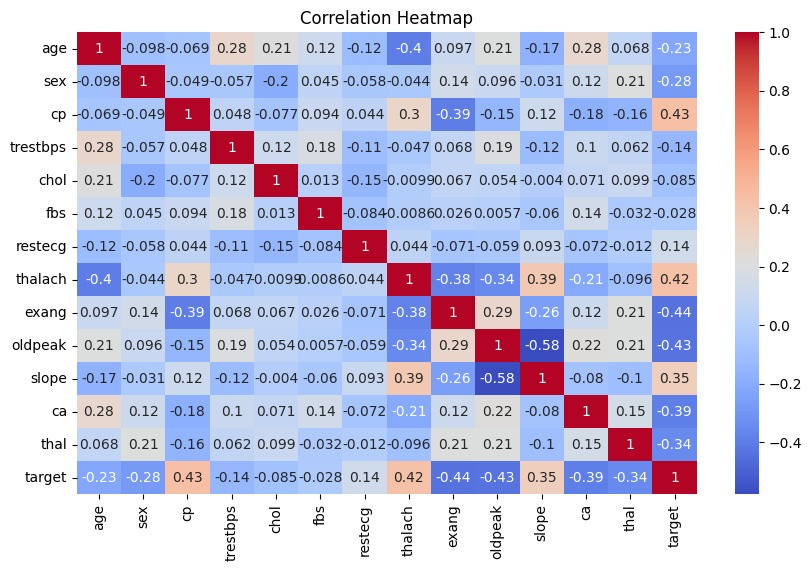 Correlation Heatmap
age 1 -0.098 -0.069 0.28 0.21 0.12 -0.12 -0.4 0.097 0.21 -0.17 0.28 0.068 -0.23
sex -0.098 1 -0.049 -0.057 -0.2 0.045 -0.058 -0.044 0.14 0.096 -0.031 0.12 0.21 -0.28
cp -0.069 -0.049 1 0.048 -0.077 0.094 0.044 0.3 -0.39 -0.15 0.12 -0.18 -0.16 0.43
trestbps 0.28 -0.057 0.048 1 0.12 0.18 -0.11 -0.047 0.068 0.19 -0.12 0.1 0.062 -0.14
chol 0.21 -0.2 -0.077 0.12 1 0.013 -0.15 -0.0099 0.067 0.054 -0.004 0.071 0.099 -0.085
fbs 0.12 0.045 0.094 0.18 0.013 1 -0.084 -0.0086 0.026 0.0057 -0.06 0.14 -0.032 -0.028
restecg -0.12 -0.058 0.044 -0.11 -0.15 -0.084 1 0.044 -0.071 -0.059 0.093 -0.072 -0.012 0.14
thalach -0.4 -0.044 0.3 -0.047 -0.0099 -0.0086 0.044 1 -0.38 -0.34 0.39 -0.21 -0.096 0.42
exang 0.097 0.14 -0.39 0.068 0.067 0.026 -0.071 -0.38 1 0.29 -0.26 0.12 0.21 -0.44
oldpeak 0.21 0.096 -0.15 0.19 0.054 0.0057 -0.059 -0.34 0.29 1 -0.58 0.22 0.21 -0.43
slope -0.17 -0.031 0.12 -0.12 -0.004 -0.06 0.093 0.39 -0.26 -0.58 1 -0.08 -0.1 0.35
ca 0.28 0.12 -0.18 0.1 0.071 0.14 -0.072 -0.21 0.12 0.22 -0.08 1 0.15 -0.39
thal 0.068 0.21 -0.16 0.062 0.099 -0.032 -0.012 -0.096 0.21 0.21 -0.1 0.15 1 -0.34
target -0.23 -0.28 0.43 -0.14 -0.085 -0.028 0.14 0.42 -0.44 -0.43 0.35 -0.39 -0.34 1
age sex cp trestbps chol fbs restecg thalach exang oldpeak slope ca thal target
1.0
0.8
0.6
0.4
0.2
0.0
−0.2
−0.4